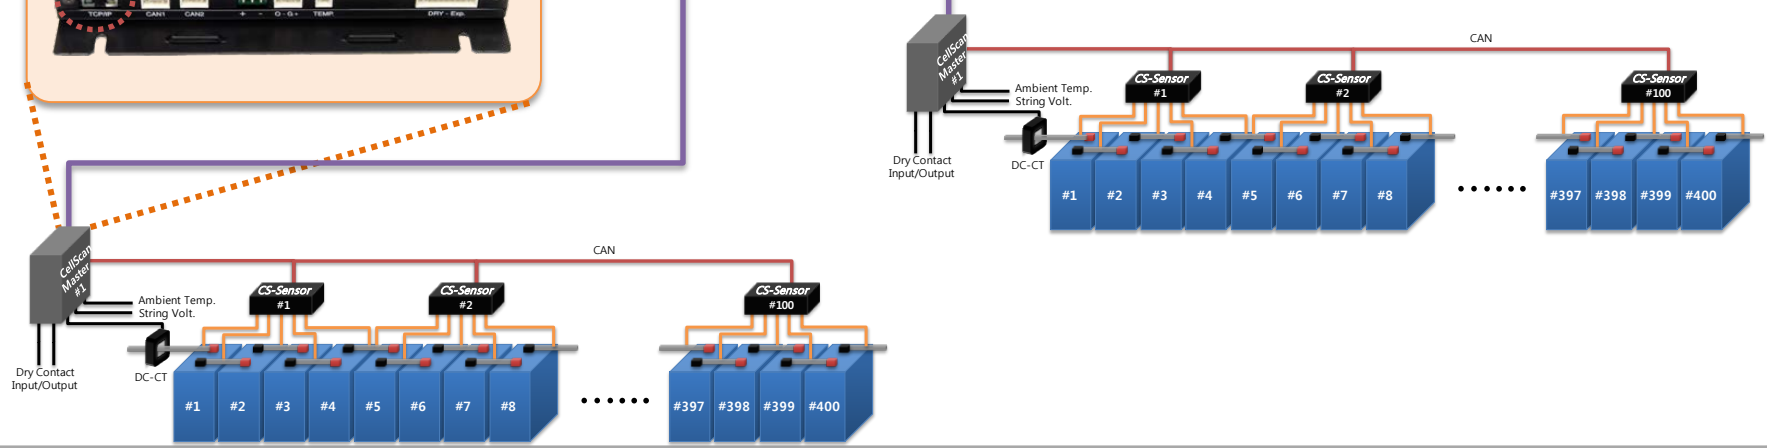 TCP/IP CAN1 CAN2 + - O - G + TEMP. DRY - Exp.
CellScan
Master
#1
CAN
CS-Sensor
#1
CS-Sensor
#2
CS-Sensor
#100
Ambient Temp.
String Volt.
Dry Contact
Input/Output
DC-CT
#1 #2 #3 #4 #5 #6 #7 #8 ...... #397 #398 #399 #400
CellScan
Master
#1
CAN
CS-Sensor
#1
CS-Sensor
#2
CS-Sensor
#100
Ambient Temp.
String Volt.
Dry Contact
Input/Output
DC-CT
#1 #2 #3 #4 #5 #6 #7 #8 ...... #397 #398 #399 #400